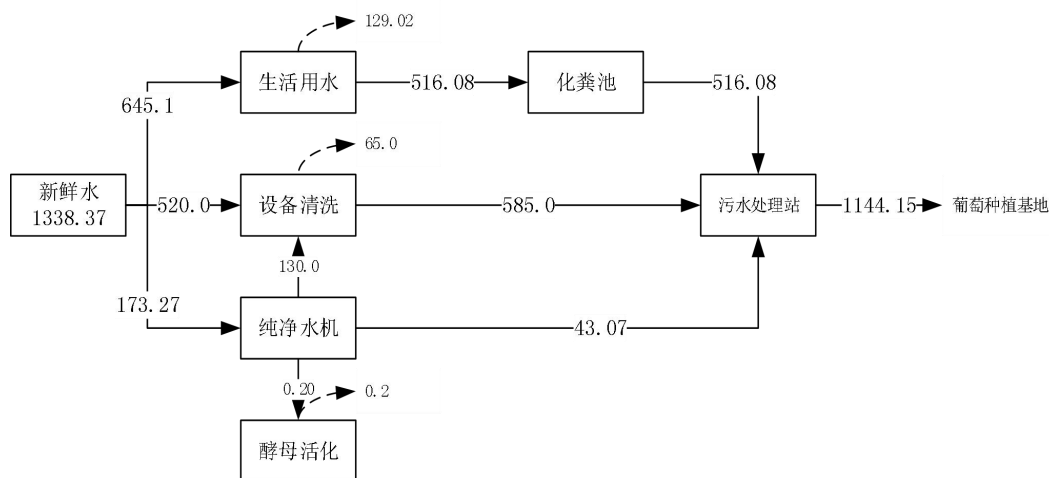 129.02
生活用水
516.08
化粪池
516.08
645.1
65.0
新鲜水
1338.37
520.0
设备清洗
585.0
污水处理站
1144.15
葡萄种植基地
130.0
173.27
纯净水机
43.07
0.20
0.2
酵母活化